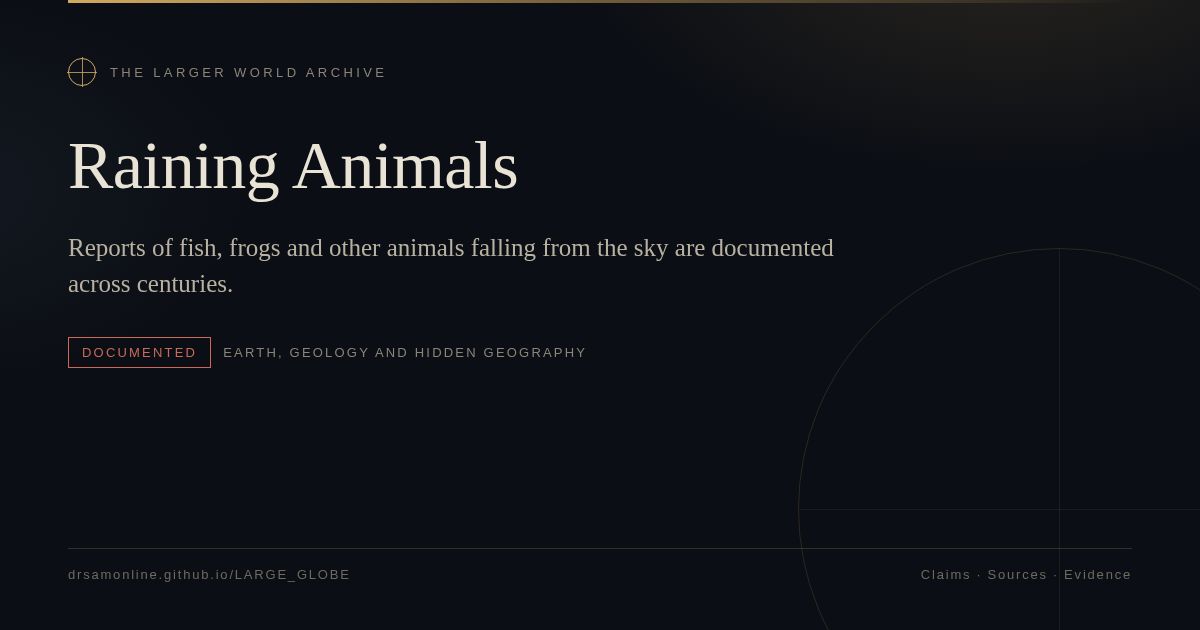 THE LARGER WORLD ARCHIVE
Raining Animals
Reports of fish, frogs and other animals falling from the sky are documented
across centuries.
DOCUMENTED EARTH, GEOLOGY AND HIDDEN GEOGRAPHY
drsamonline.github.io/LARGE_GLOBE Claims · Sources · Evidence